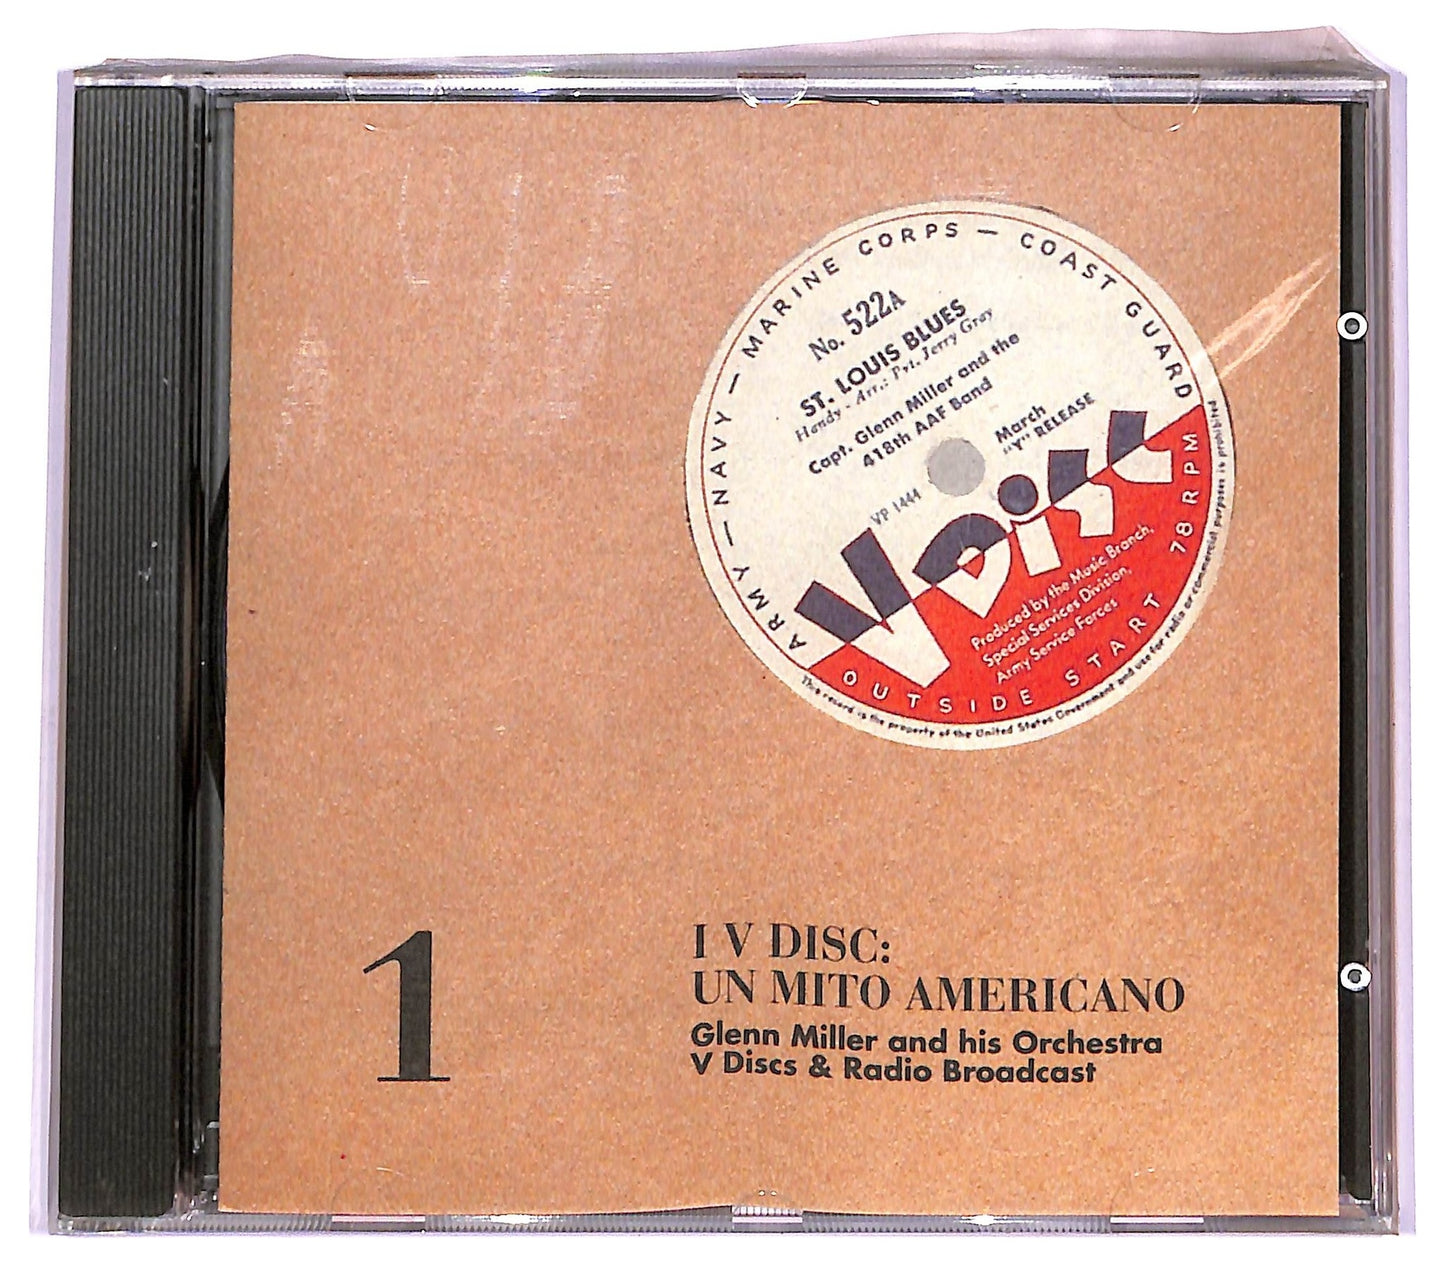 ARMY — NAVY — MARINE CORPS — COAST GUARD
No. 522A
ST. LOUIS BLUES
Handy - Arr.: Pvt. Jerry Gray
Capt. Glenn Miller and the
418th AAF Band
March
"Y" RELEASE
VP 1444
VDisc
Produced by the Music Branch,
Special Services Division,
Army Service Forces
OUTSIDE START 78 RPM
This record is the property of the United States Government and use for radio or commercial purposes is prohibited
1
I V DISC:
UN MITO AMERICANO
Glenn Miller and his Orchestra
V Discs & Radio Broadcast